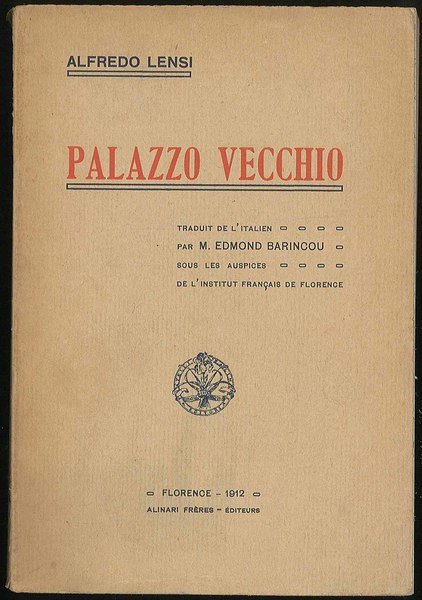 ALFREDO LENSI
PALAZZO VECCHIO
TRADUIT DE L'ITALIEN
PAR M. EDMOND BARINCOU
SOUS LES AUSPICES
DE L'INSTITUT FRANÇAIS DE FLORENCE
FLORENCE - 1912
ALINARI FRÈRES - ÉDITEURS